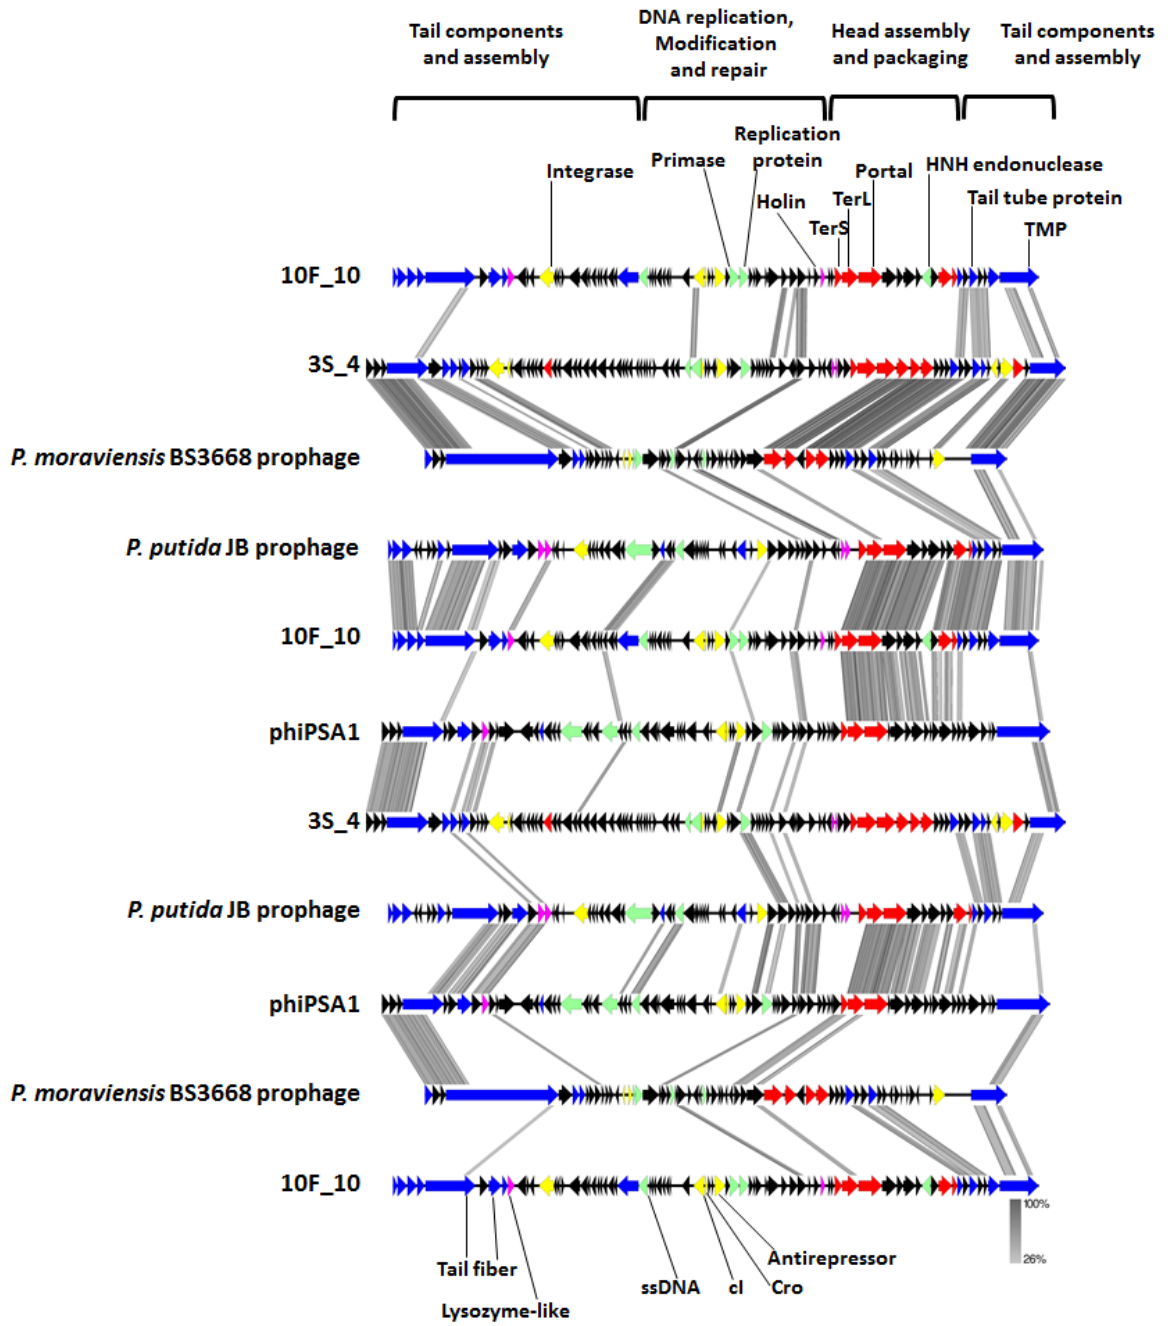 Tail components
and assembly
DNA replication,
Modification
and repair
Head assembly
and packaging
Tail components
and assembly
Replication
protein
Integrase
Primase
Portal
HNH endonuclease
Holin
TerL
Tail tube protein
TerS
TMP
10F_10
3S_4
P. moraviensis BS3668 prophage
P. putida JB prophage
10F_10
phiPSA1
3S_4
P. putida JB prophage
phiPSA1
P. moraviensis BS3668 prophage
10F_10
100%
26%
Tail fiber
Lysozyme-like
ssDNA
cI
Cro
Antirepressor